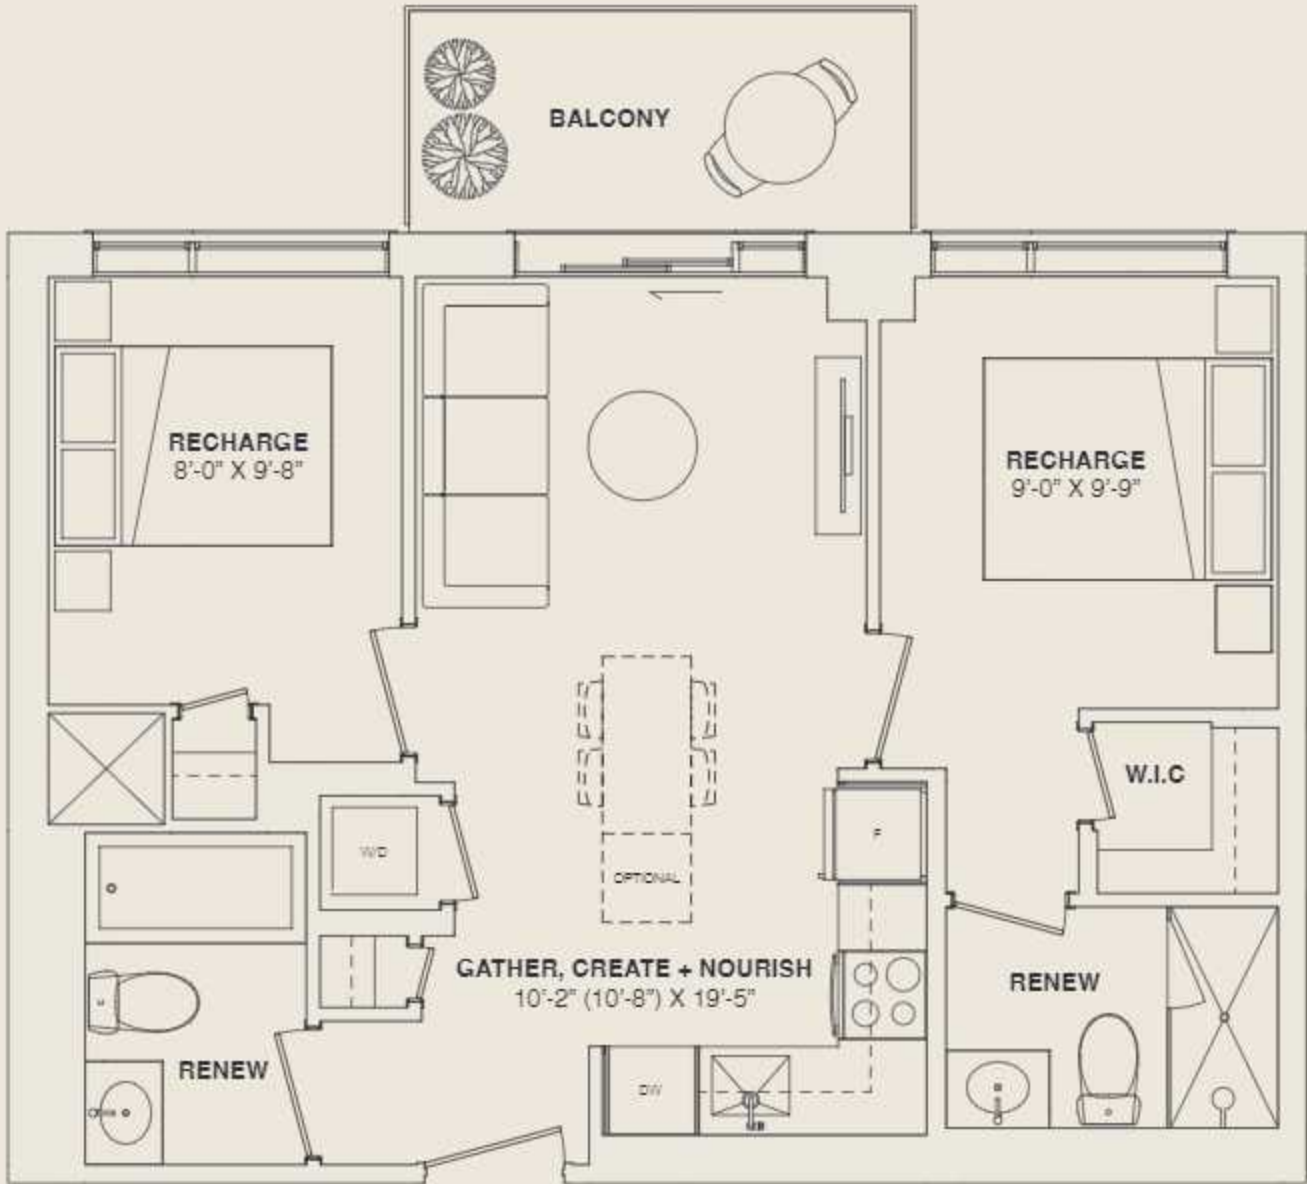 BALCONY
RECHARGE
8'-0" X 9'-8"
RECHARGE
9'-0" X 9'-9"
W.I.C
W/D
F
OPTIONAL
GATHER, CREATE + NOURISH
10'-2" (10'-8") X 19'-5"
RENEW
RENEW
DW